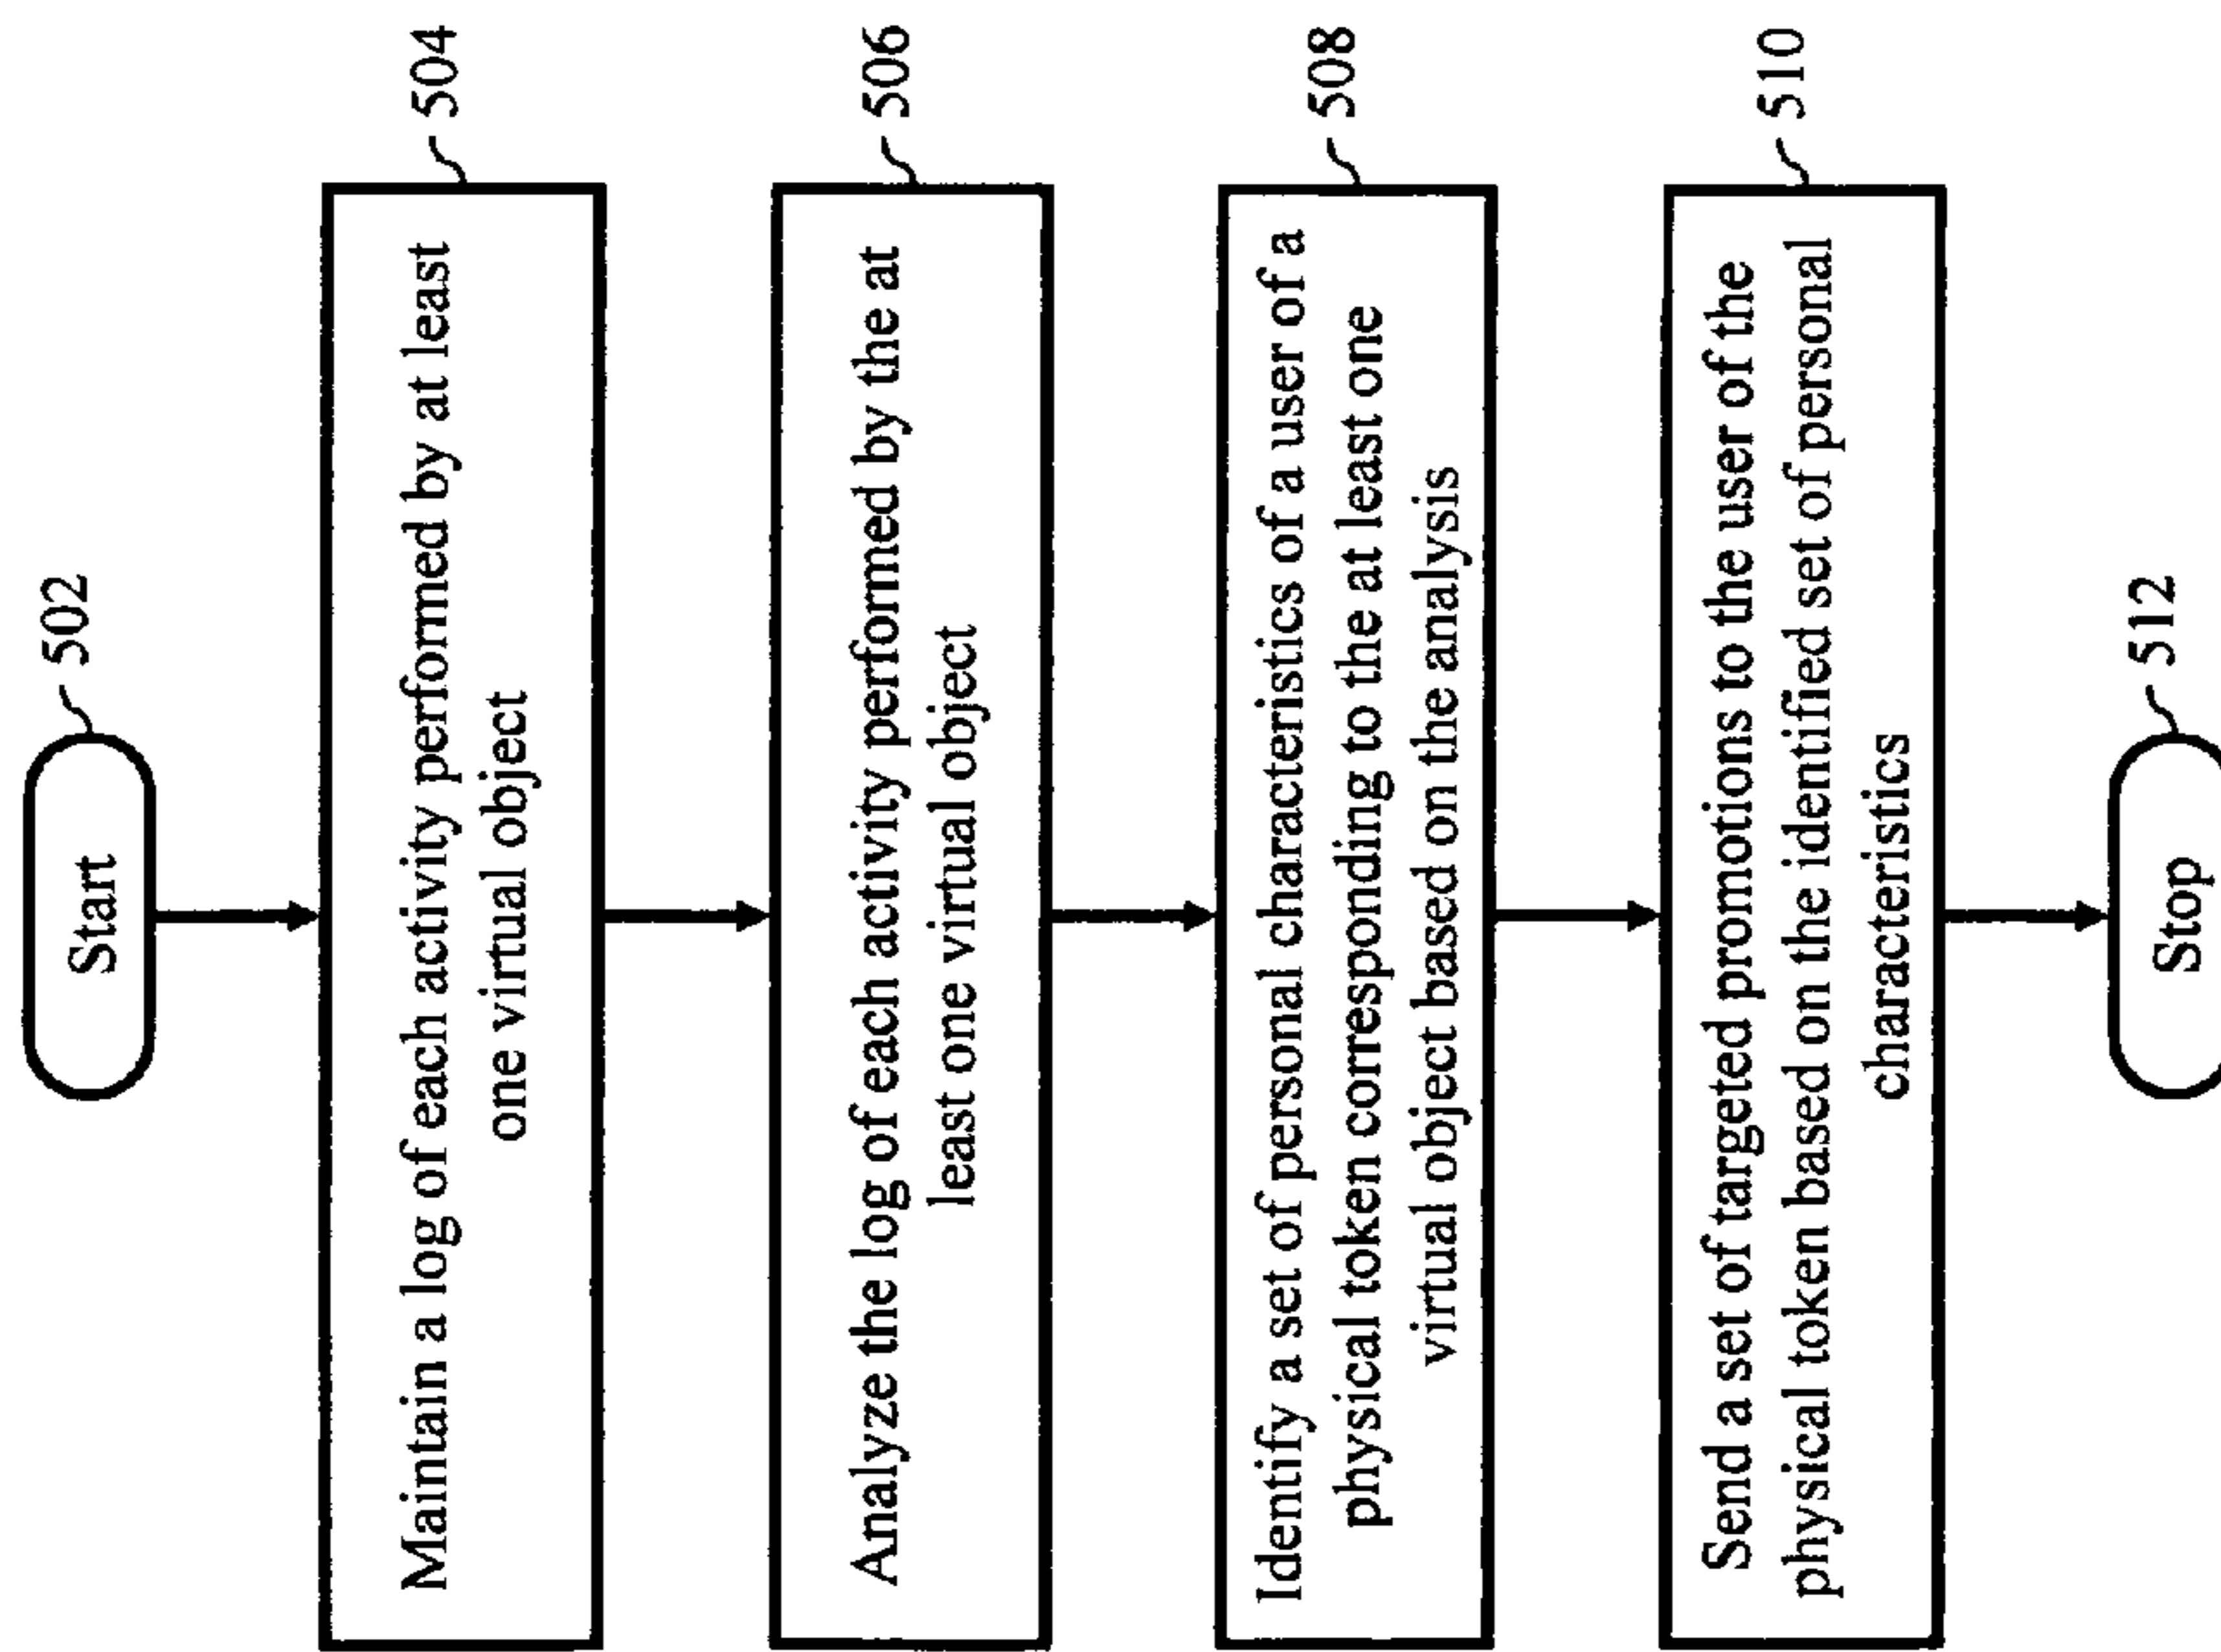 Start
502
Maintain a log of each activity performed by at least
one virtual object
504
Analyze the log of each activity performed by the at
least one virtual object
506
Identify a set of personal characteristics of a user of a
physical token corresponding to the at least one
virtual object based on the analysis
508
Send a set of targeted promotions to the user of the
physical token based on the identified set of personal
characteristics
510
Stop
512